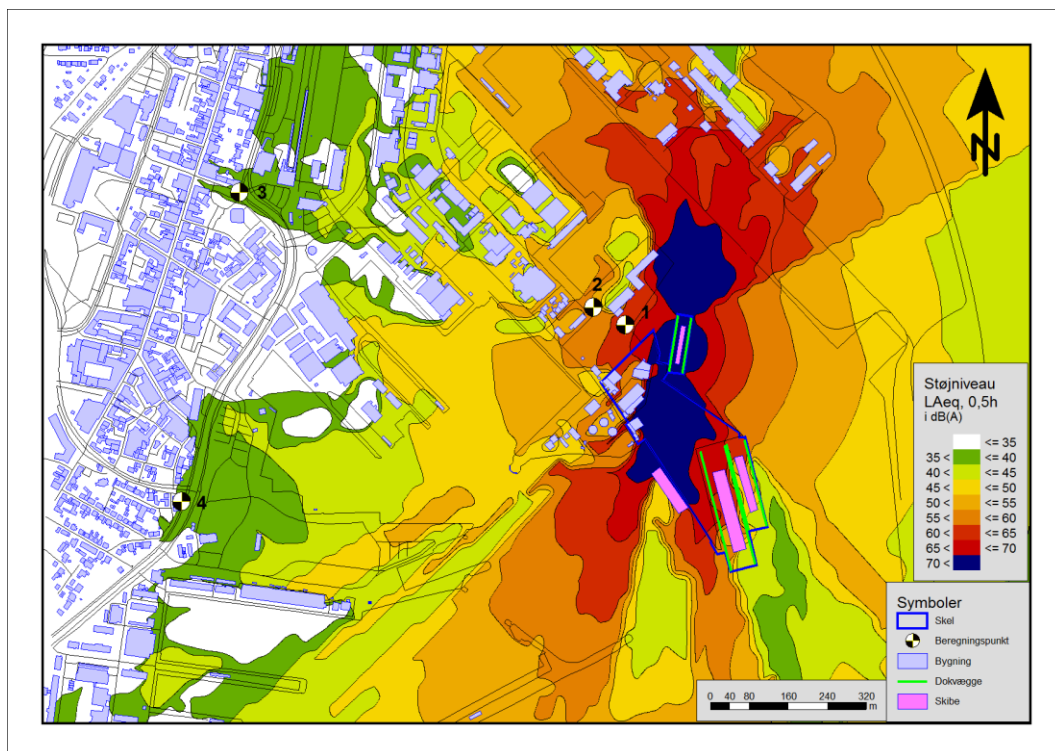 N
3
2
1
4
Støjniveau
LAeq, 0,5h
i dB(A)
<= 35
35 < <= 40
40 < <= 45
45 < <= 50
50 < <= 55
55 < <= 60
60 < <= 65
65 < <= 70
70 <
Symboler
Skel
Beregningspunkt
Bygning
Dokvægge
Skibe
0 40 80 160 240 320
m